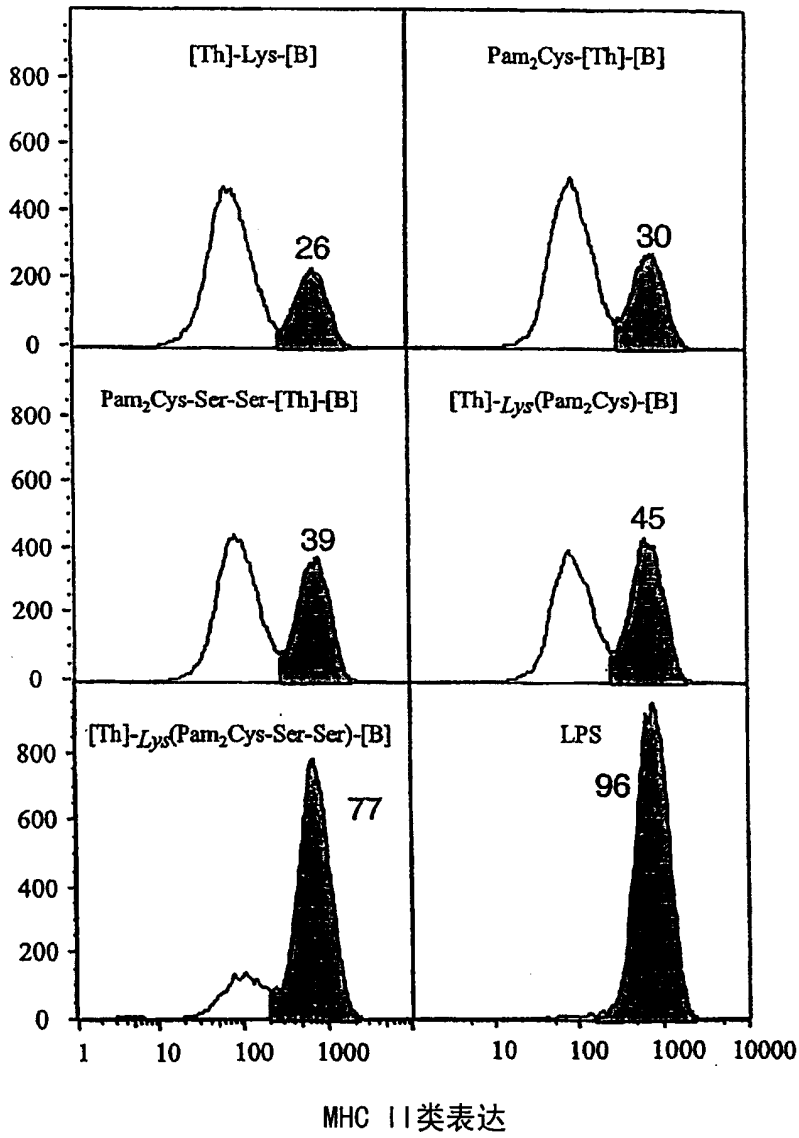 [Th]-Lys-[B]
Pam₂Cys-[Th]-[B]
800
600
400
200
0
26
30
Pam₂Cys-Ser-Ser-[Th]-[B]
[Th]-Lys(Pam₂Cys)-[B]
800
600
400
200
0
39
45
[Th]-Lys(Pam₂Cys-Ser-Ser)-[B]
LPS
800
600
400
200
0
77
96
1 10 100 1000 10 100 1000 10000
MHC II类表达